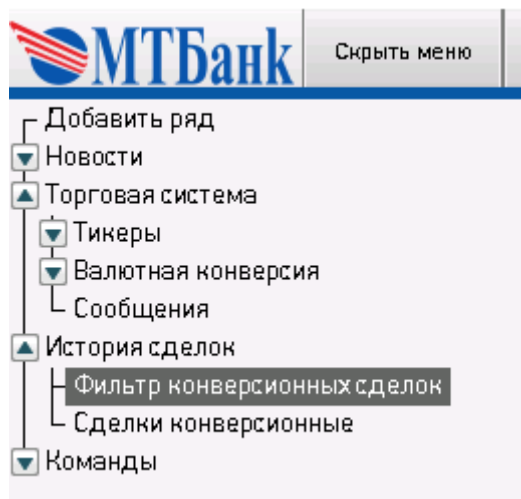 МТБанк Скрыть меню
Добавить ряд
Новости
Торговая система
Тикеры
Валютная конверсия
Сообщения
История сделок
Фильтр конверсионных сделок
Сделки конверсионные
Команды